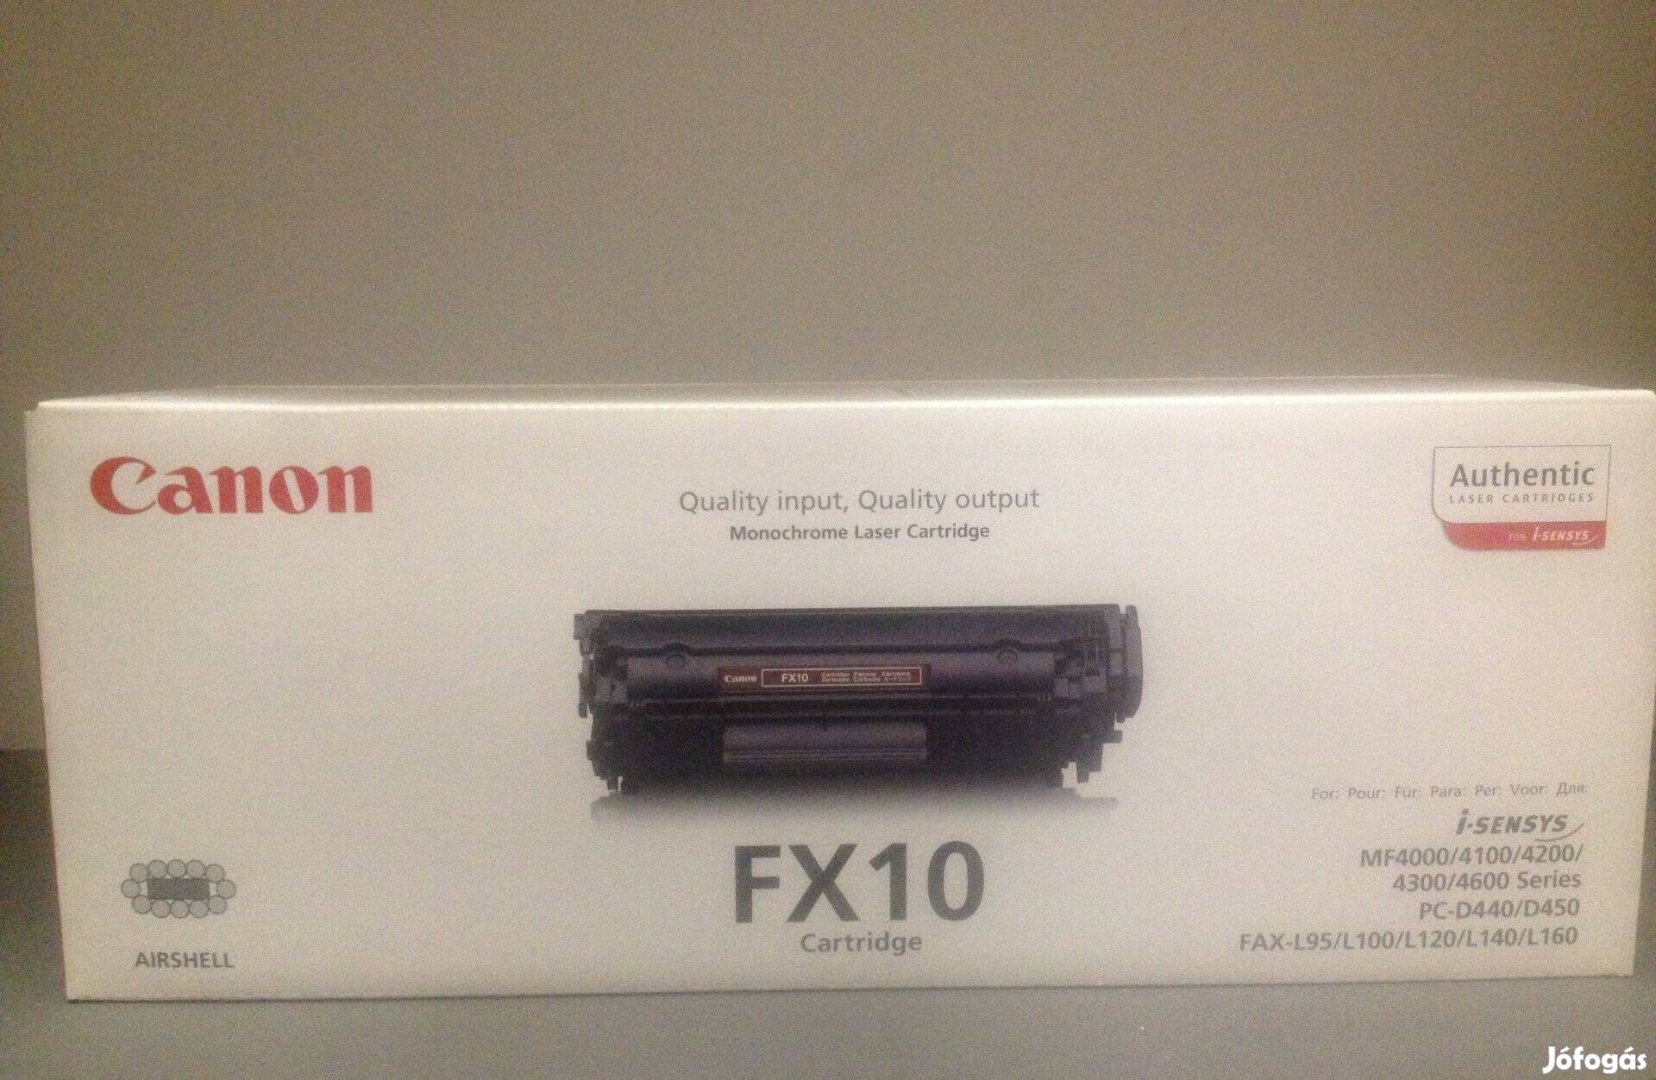 Canon
Quality input, Quality output
Monochrome Laser Cartridge
Authentic
LASER CARTRIDGES
FOR i-SENSYS
Canon FX10
FX10
Cartridge
AIRSHELL
For: Pour: Für: Para: Per: Voor: Для:
i-SENSYS
MF4000/4100/4200/
4300/4600 Series
PC-D440/D450
FAX-L95/L100/L120/L140/L160
Jófogás